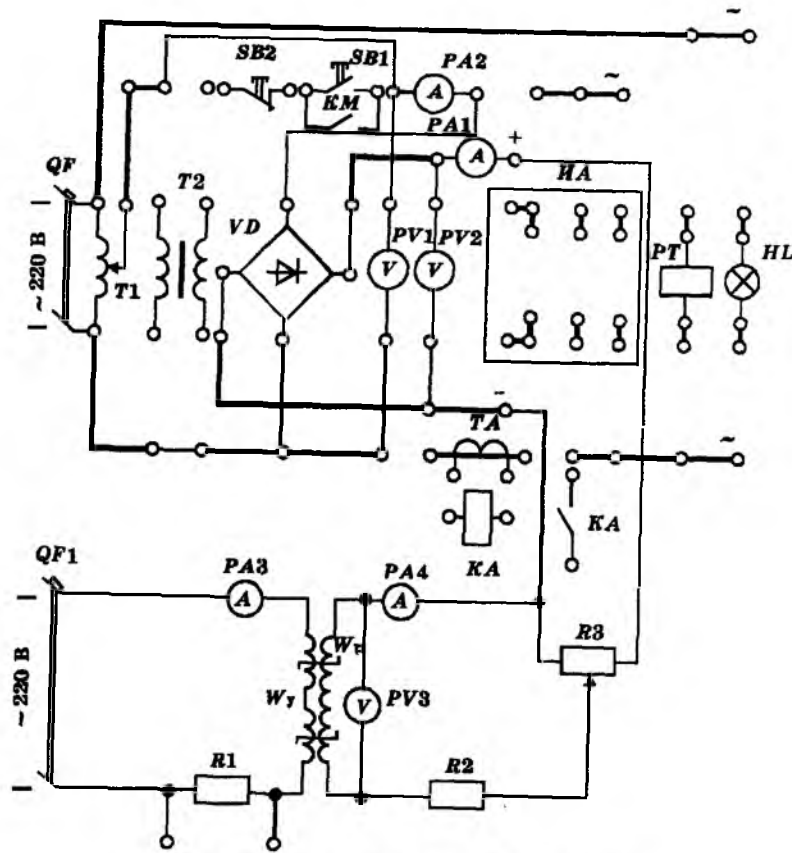 ~
SB2
SB1
PA2
~
KM
A
PA1
+
A
QF
ИА
T2
VD
PV1
PV2
PT
HL
~ 220 В
V
V
T1
-
TA
~
KA
KA
QF1
PA3
PA4
A
A
R3
~ 220 В
Wу
V
PV3
R1
R2